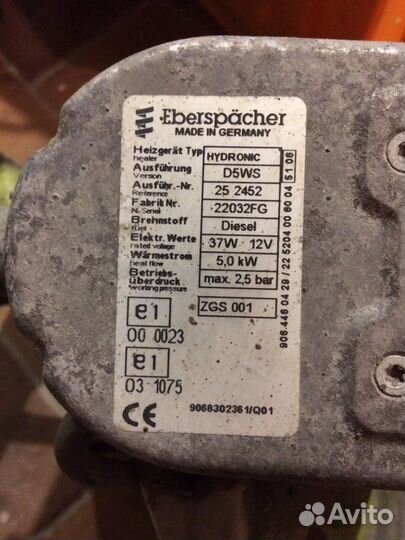 Eberspächer
MADE IN GERMANY
Heizgerät Typ HYDRONIC
heater
Ausführung D5WS
Version
Ausführ.-Nr. 25 2452
Reference
Fabrik Nr. 22032FG
N. Serial
Brennstoff Diesel
fuel
Elektr. Werte 37W 12V
rated voltage
Wärmestrom 5,0 kW
heat flow
Betriebs- max. 2,5 bar
überdruck
working pressure
e1 ZGS 001
00 0023
e1
03 1075
CE 9068302361/Q01
906 446 04 29 / 22 5204 00 80 04 51 08
Avito